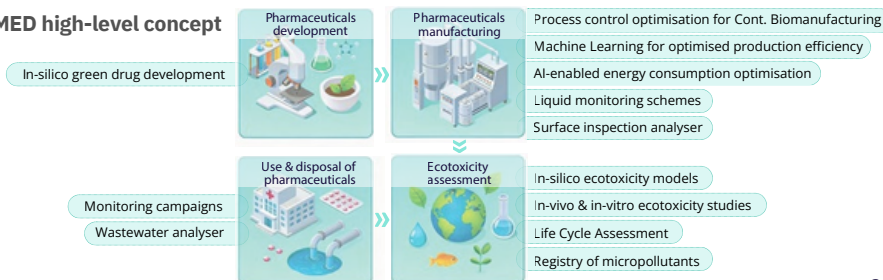 MED high-level concept
Pharmaceuticals
development
Pharmaceuticals
manufacturing
In-silico green drug development
Process control optimisation for Cont. Biomanufacturing
Machine Learning for optimised production efficiency
AI-enabled energy consumption optimisation
Liquid monitoring schemes
Surface inspection analyser
Use & disposal of
pharmaceuticals
Ecotoxicity
assessment
Monitoring campaigns
Wastewater analyser
In-silico ecotoxicity models
In-vivo & in-vitro ecotoxicity studies
Life Cycle Assessment
Registry of micropollutants